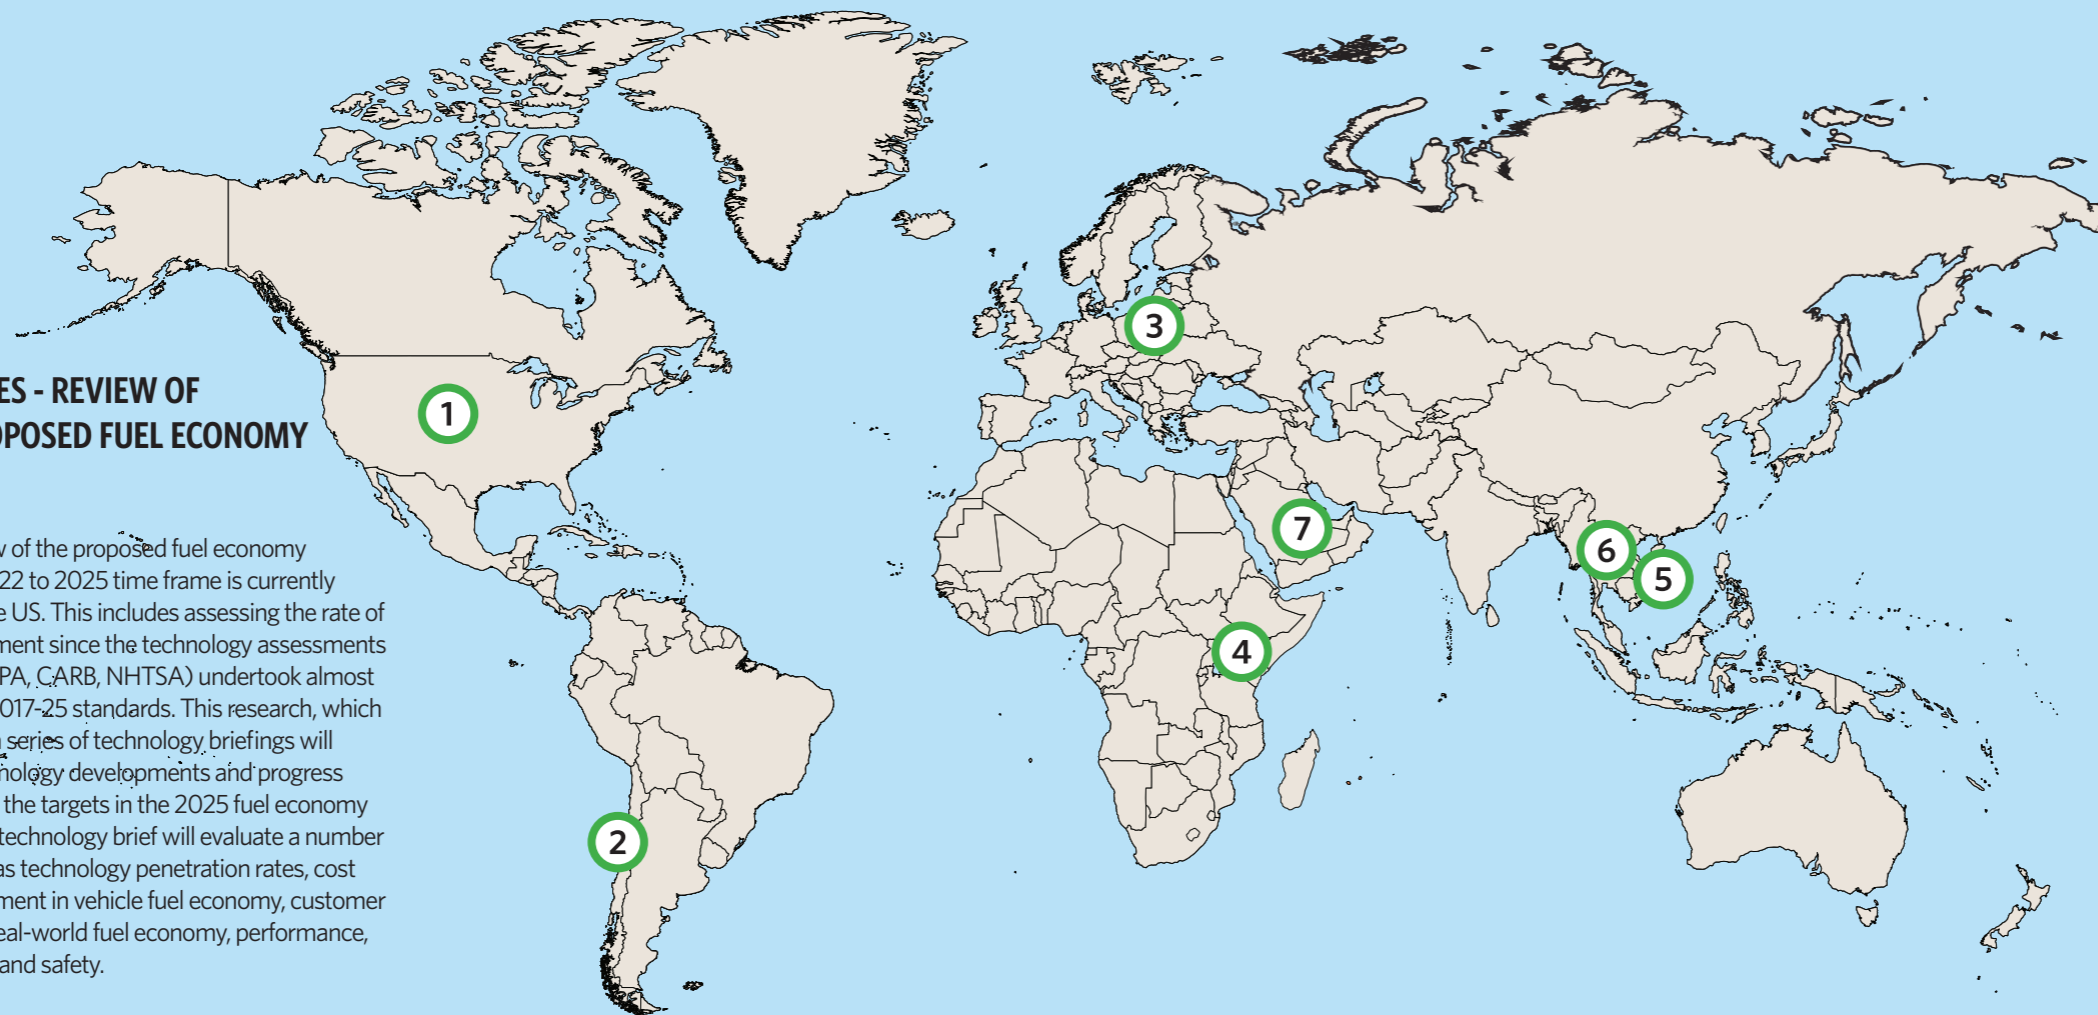 ES - REVIEW OF
POSED FUEL ECONOMY
w of the proposed fuel economy
22 to 2025 time frame is currently
e US. This includes assessing the rate of
ment since the technology assessments
PA, CARB, NHTSA) undertook almost
017-25 standards. This research, which
series of technology briefings will
nology developments and progress
the targets in the 2025 fuel economy
technology brief will evaluate a number
as technology penetration rates, cost
ment in vehicle fuel economy, customer
eal-world fuel economy, performance,
and safety.
1
2
3
4
5
6
7